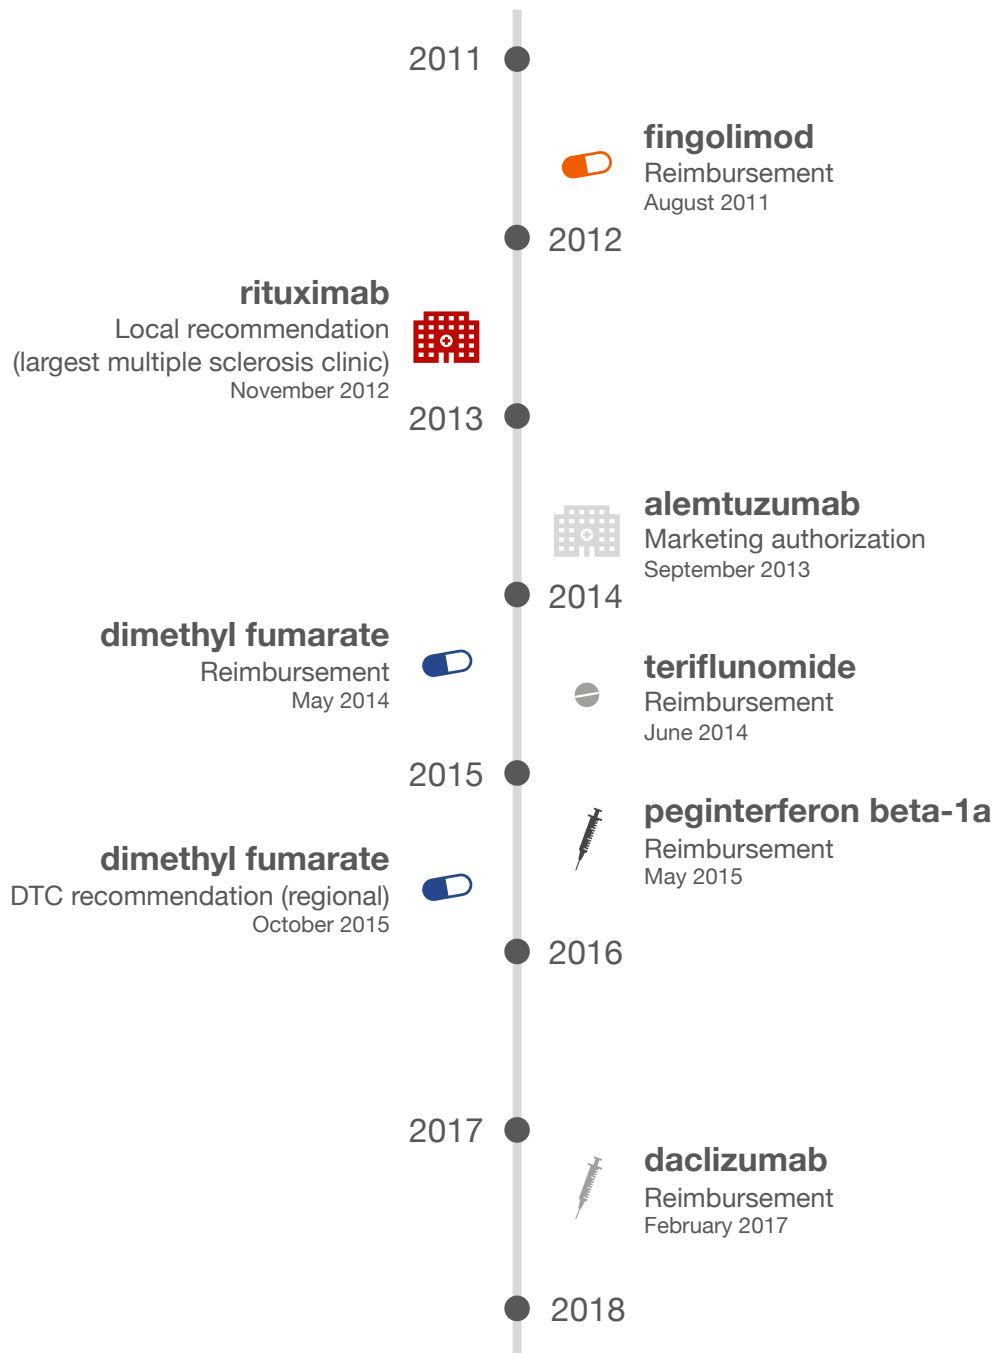 2011
fingolimod
Reimbursement
August 2011
2012
rituximab
Local recommendation
(largest multiple sclerosis clinic)
November 2012
2013
alemtuzumab
Marketing authorization
September 2013
2014
dimethyl fumarate
Reimbursement
May 2014
teriflunomide
Reimbursement
June 2014
2015
peginterferon beta-1a
Reimbursement
May 2015
dimethyl fumarate
DTC recommendation (regional)
October 2015
2016
2017
daclizumab
Reimbursement
February 2017
2018